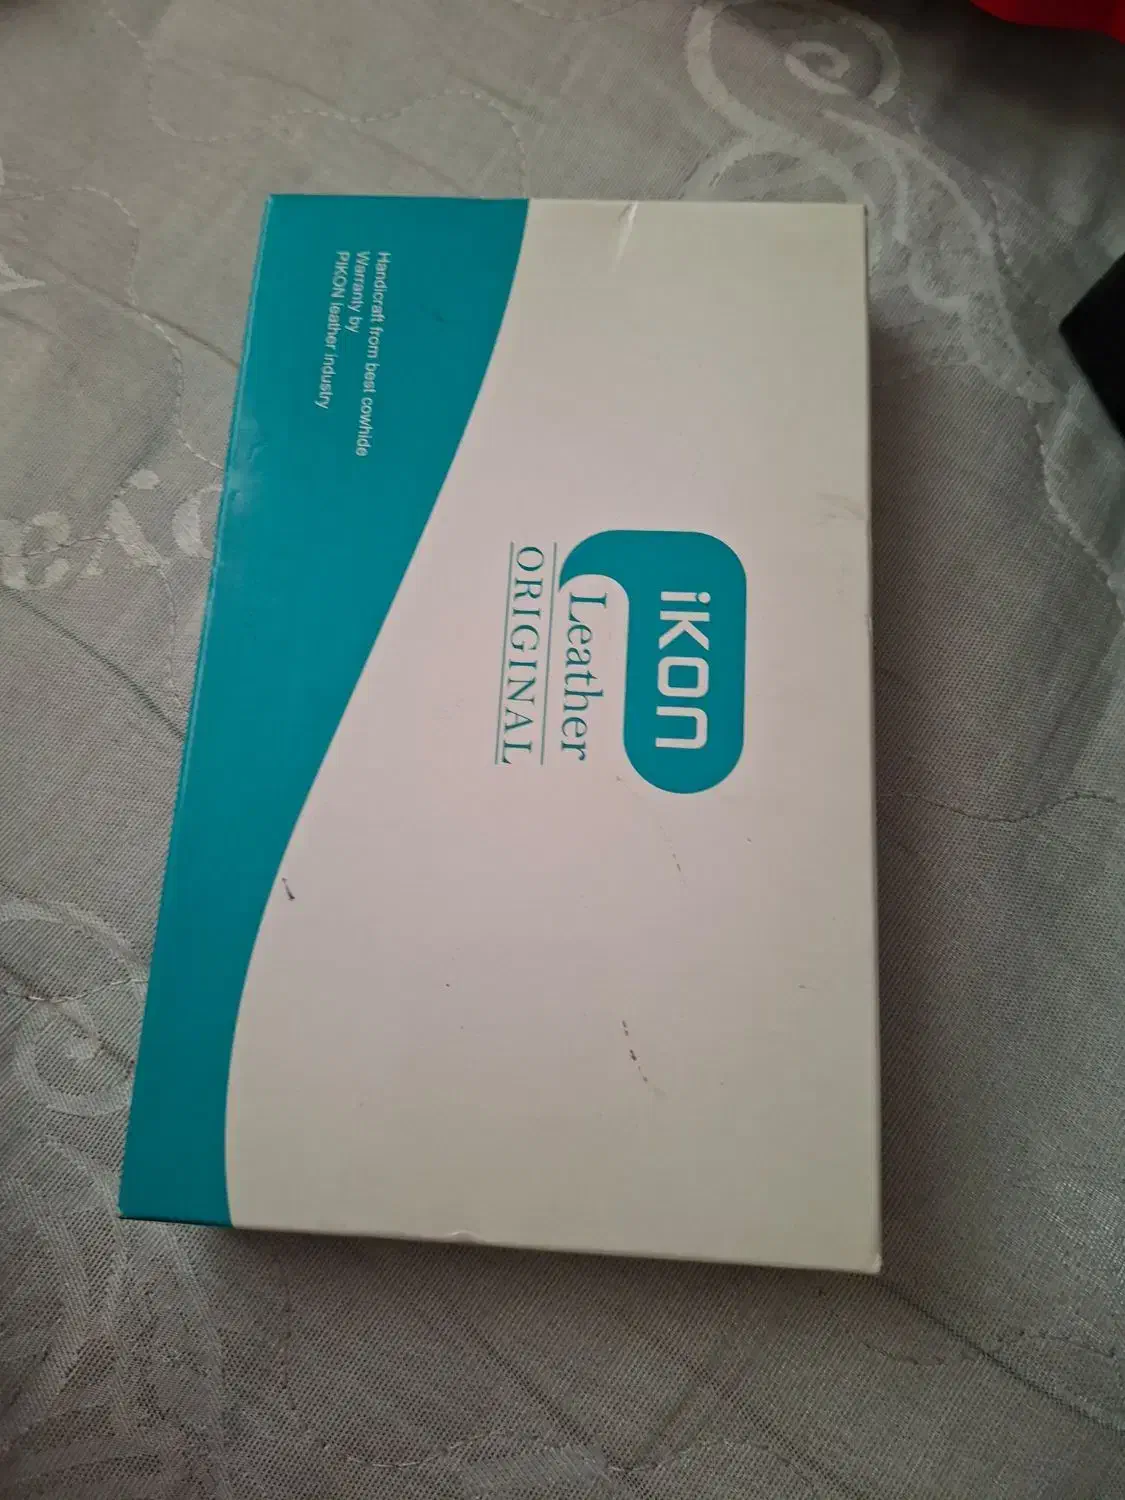 iKon
Leather
ORIGINAL
Handicraft from best cowhide
Warranty by
PIKON leather industry